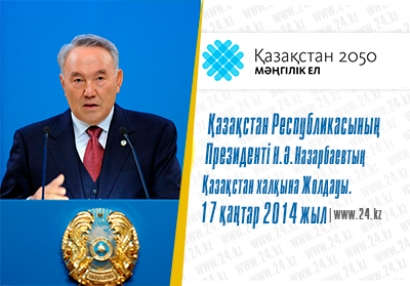 Қазақстан 2050
МӘҢГІЛІК ЕЛ
Қазақстан Республикасының
Президенті Н.Ә.Назарбаевтың
Қазақстан халқына Жолдауы.
17 қаңтар 2014 жыл | www.24.kz